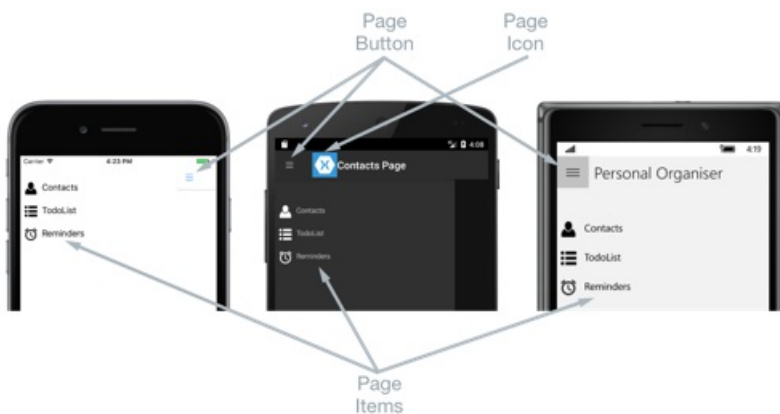 Page
Button
Page
Icon
Carrier
4:23 PM
Contacts
TodoList
Reminders
4:08
Contacts Page
Contacts
TodoList
Reminders
4:19
Personal Organiser
Contacts
TodoList
Reminders
Page
Items